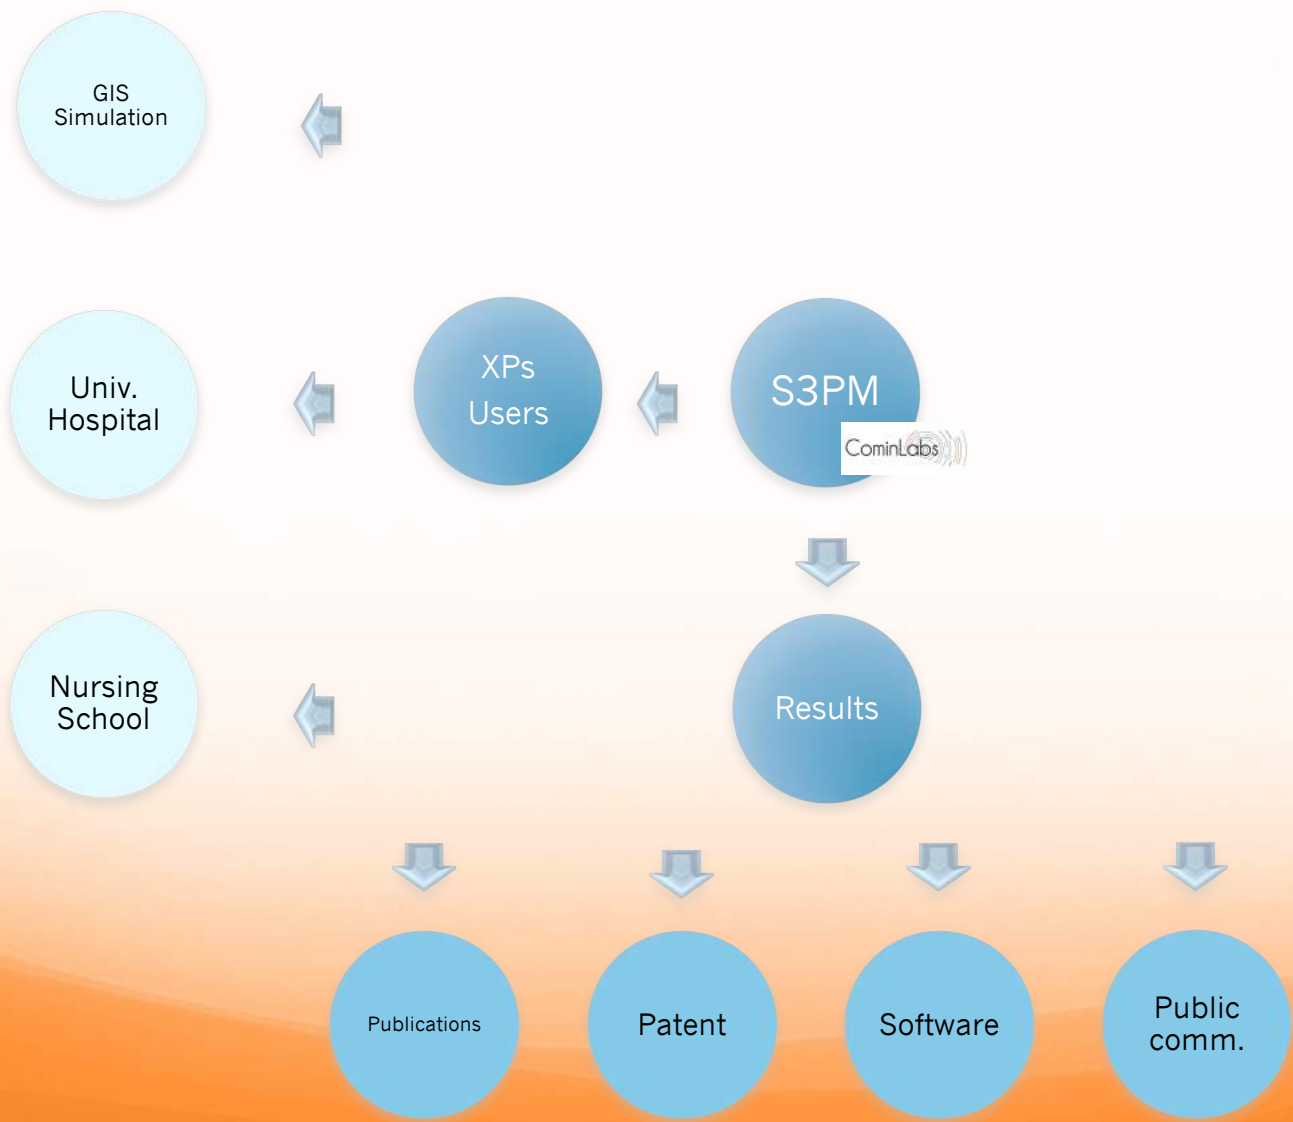 GIS
Simulation
Univ.
Hospital
XPs
Users
S3PM
CominLabs
Nursing
School
Results
Publications
Patent
Software
Public
comm.